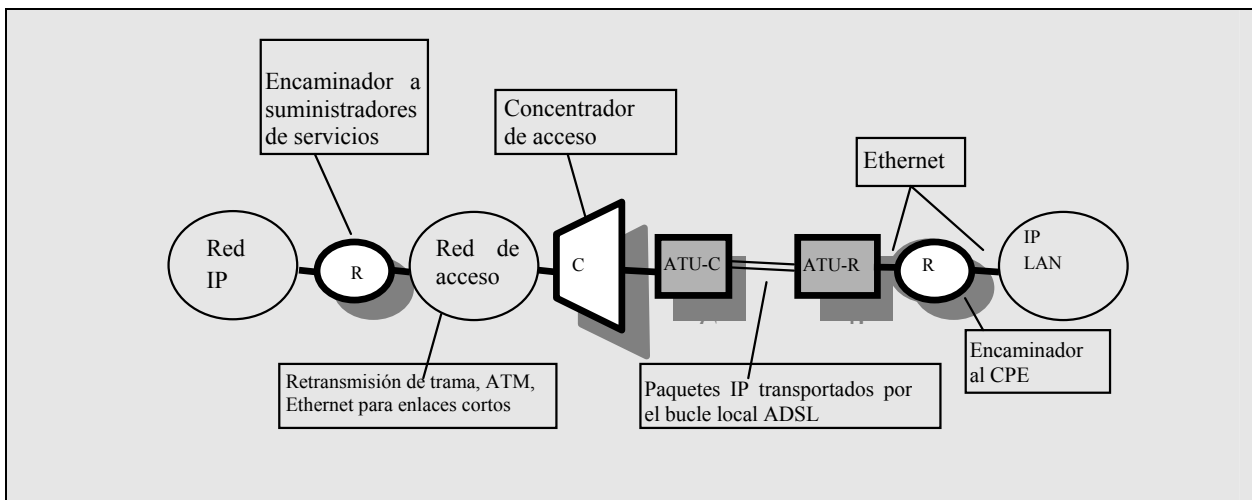 Encaminador a
suministradores
de servicios
Concentrador
de acceso
Ethernet
Red
IP
R
Red de
acceso
C
ATU-C
ATU-R
R
IP
LAN
Encaminador
al CPE
Retransmisión de trama, ATM,
Ethernet para enlaces cortos
Paquetes IP transportados por
el bucle local ADSL